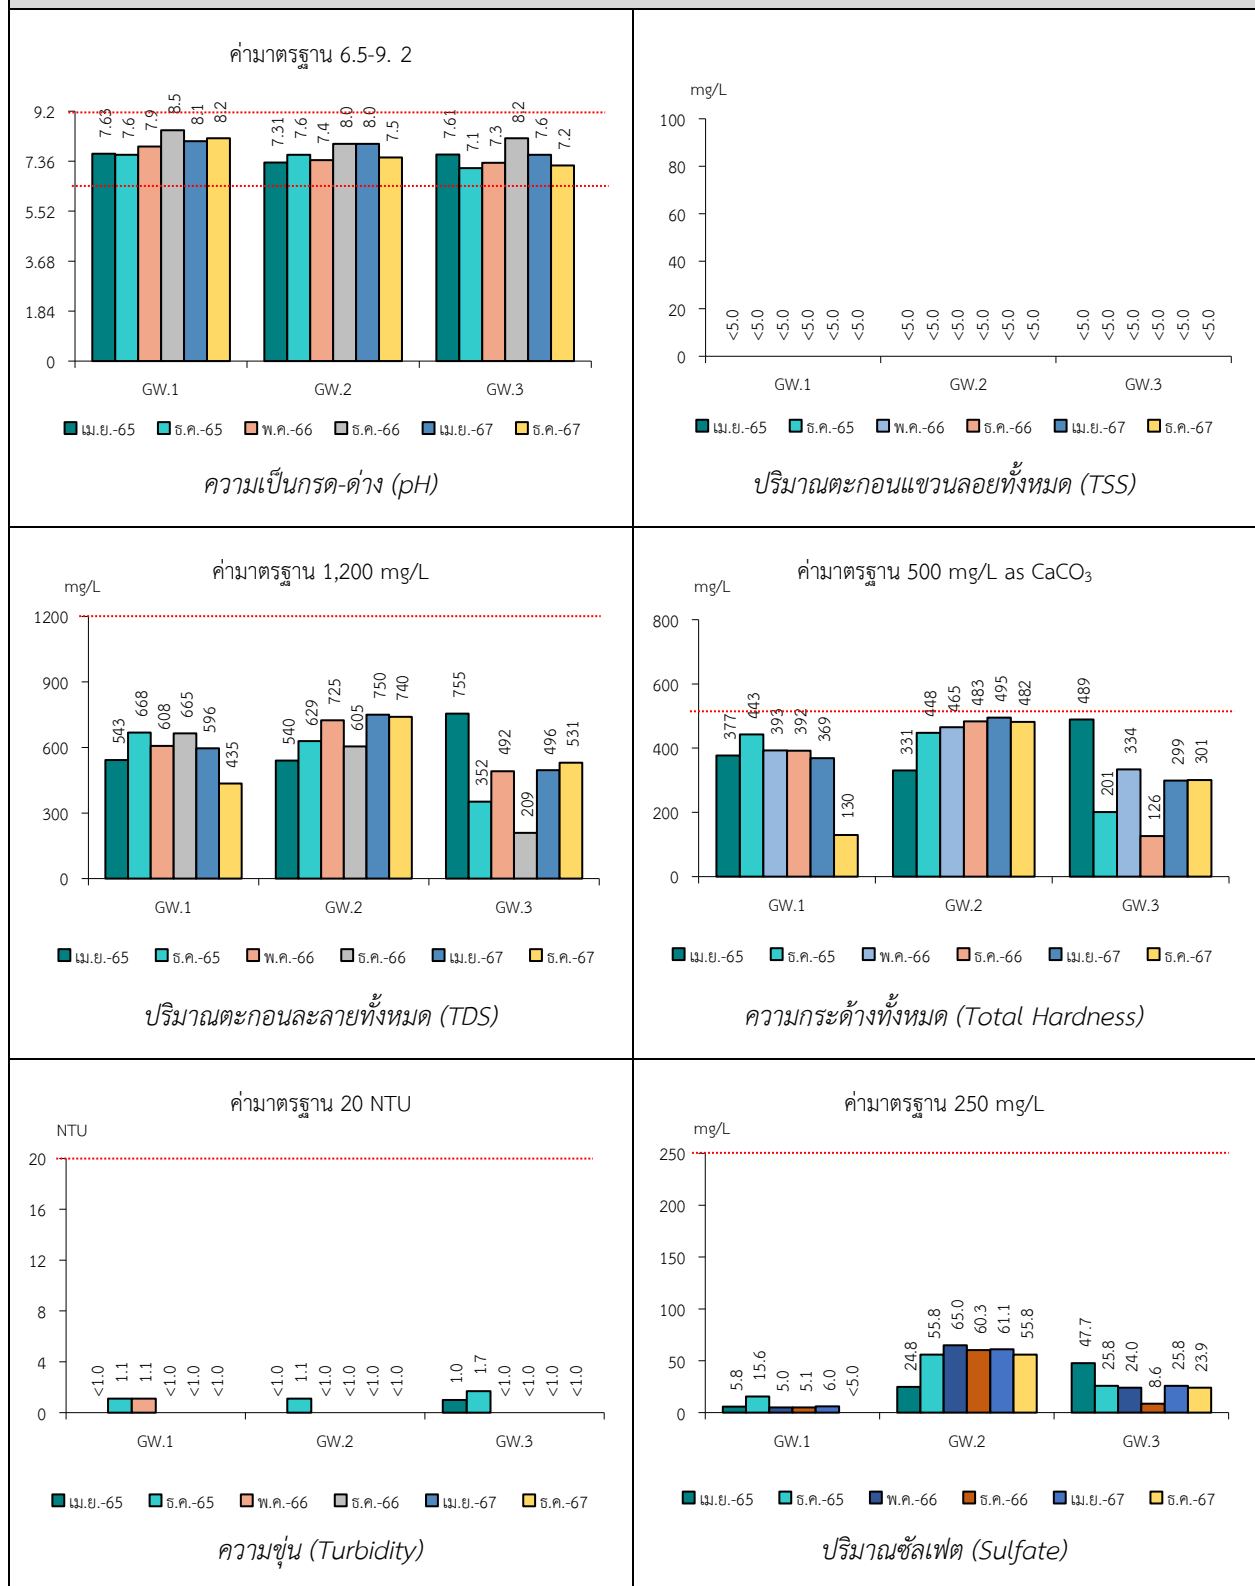 ค่ามาตรฐาน 6.5-9. 2
9.2
7.36
5.52
3.68
1.84
0
7.63 7.6 7.9 8.5 8.1 8.2
7.31 7.6 7.4 8.0 8.0 7.5
7.61 7.1 7.3 8.2 7.6 7.2
GW.1 GW.2 GW.3
เม.ย.-65 ธ.ค.-65 พ.ค.-66 ธ.ค.-66 เม.ย.-67 ธ.ค.-67
ความเป็นกรด-ด่าง (pH)
mg/L
100
80
60
40
20
0
<5.0 <5.0 <5.0 <5.0 <5.0 <5.0
<5.0 <5.0 <5.0 <5.0 <5.0 <5.0
<5.0 <5.0 <5.0 <5.0 <5.0 <5.0
GW.1 GW.2 GW.3
เม.ย.-65 ธ.ค.-65 พ.ค.-66 ธ.ค.-66 เม.ย.-67 ธ.ค.-67
ปริมาณตะกอนแขวนลอยทั้งหมด (TSS)
ค่ามาตรฐาน 1,200 mg/L
mg/L
1200
900
600
300
0
543 668 608 665 596 435
540 629 725 605 750 740
755 352 492 209 496 531
GW.1 GW.2 GW.3
เม.ย.-65 ธ.ค.-65 พ.ค.-66 ธ.ค.-66 เม.ย.-67 ธ.ค.-67
ปริมาณตะกอนละลายทั้งหมด (TDS)
ค่ามาตรฐาน 500 mg/L as CaCO₃
mg/L
800
600
400
200
0
377 443 393 392 369 130
331 448 465 483 495 482
489 201 334 126 299 301
GW.1 GW.2 GW.3
เม.ย.-65 ธ.ค.-65 พ.ค.-66 ธ.ค.-66 เม.ย.-67 ธ.ค.-67
ความกระด้างทั้งหมด (Total Hardness)
ค่ามาตรฐาน 20 NTU
NTU
20
16
12
8
4
0
<1.0 1.1 1.1 <1.0 <1.0 <1.0
<1.0 1.1 <1.0 <1.0 <1.0 <1.0
1.0 1.7 <1.0 <1.0 <1.0 <1.0
GW.1 GW.2 GW.3
เม.ย.-65 ธ.ค.-65 พ.ค.-66 ธ.ค.-66 เม.ย.-67 ธ.ค.-67
ความขุ่น (Turbidity)
ค่ามาตรฐาน 250 mg/L
mg/L
250
200
150
100
50
0
5.8 15.6 5.0 5.1 6.0 <5.0
24.8 55.8 65.0 60.3 61.1 55.8
47.7 25.8 24.0 8.6 25.8 23.9
GW.1 GW.2 GW.3
เม.ย.-65 ธ.ค.-65 พ.ค.-66 ธ.ค.-66 เม.ย.-67 ธ.ค.-67
ปริมาณซัลเฟต (Sulfate)